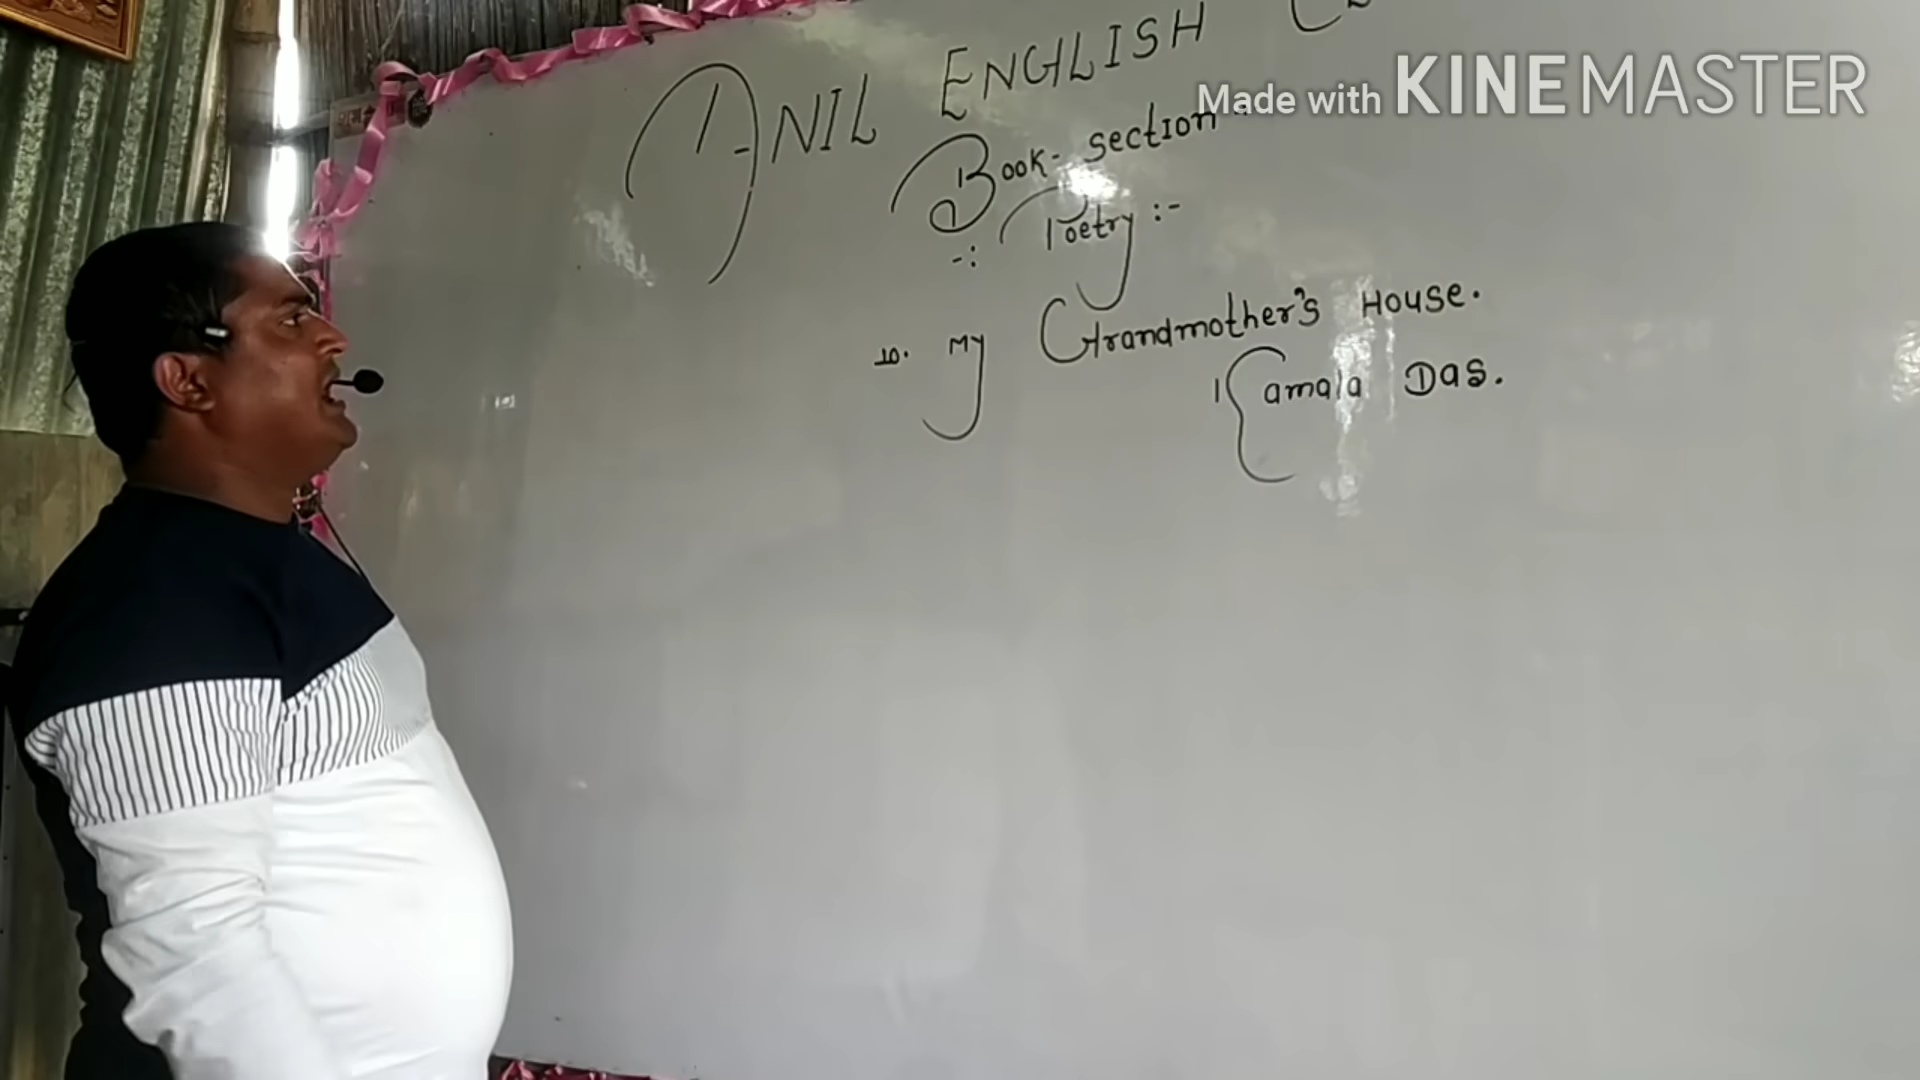 ANIL ENGLISH
Made with KINEMASTER
Book-section-
-: Poetry :-
10. My Grandmother's House.
Kamala Das.